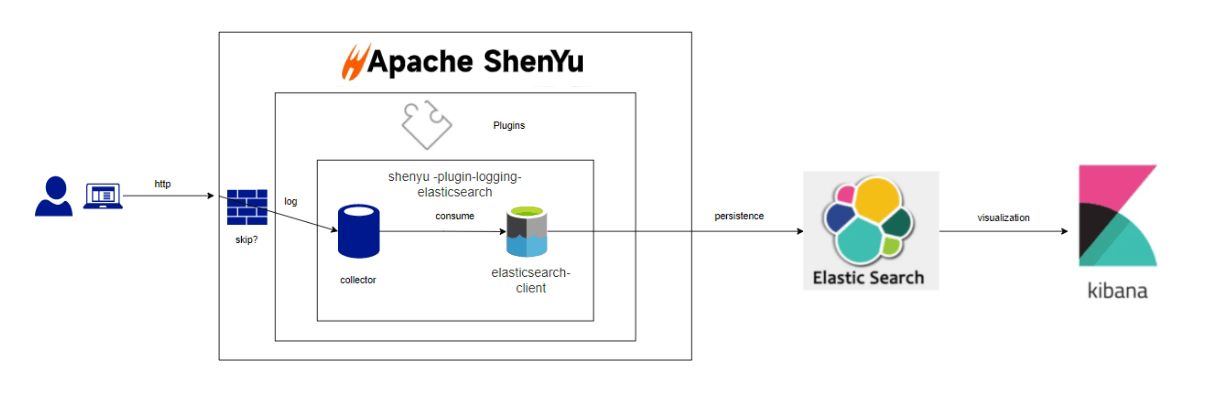 Apache ShenYu
Plugins
shenyu -plugin-logging-
elasticsearch
http
log
consume
persistence
visualization
skip?
collector
elasticsearch-
client
Elastic Search
kibana